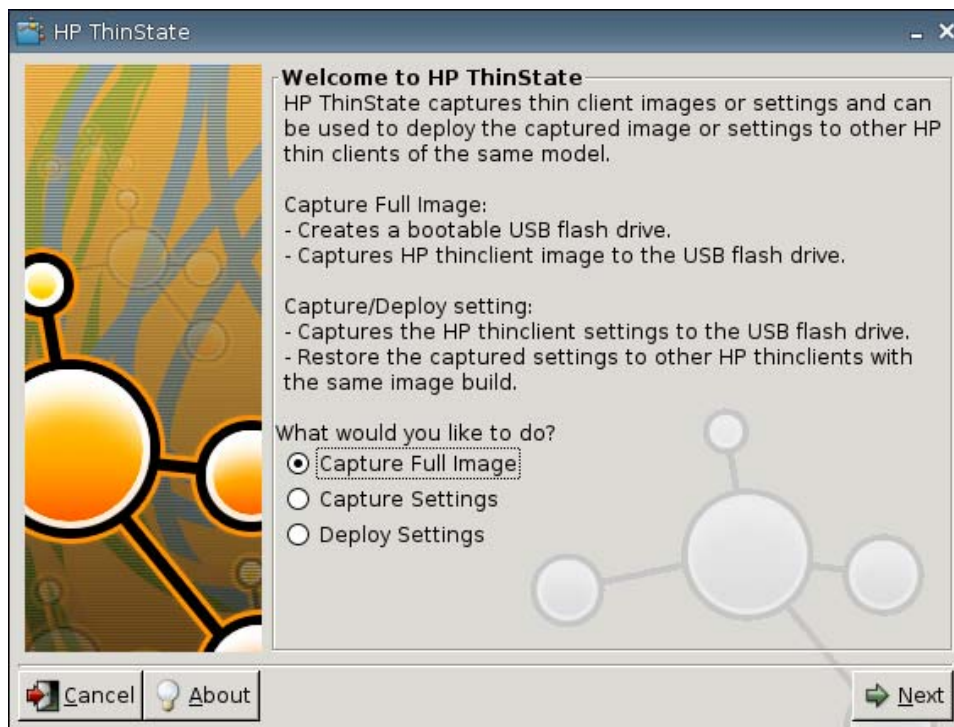 HP ThinState
Welcome to HP ThinState
HP ThinState captures thin client images or settings and can
be used to deploy the captured image or settings to other HP
thin clients of the same model.
Capture Full Image:
- Creates a bootable USB flash drive.
- Captures HP thinclient image to the USB flash drive.
Capture/Deploy setting:
- Captures the HP thinclient settings to the USB flash drive.
- Restore the captured settings to other HP thinclients with
the same image build.
What would you like to do?
Capture Full Image
Capture Settings
Deploy Settings
Cancel About Next